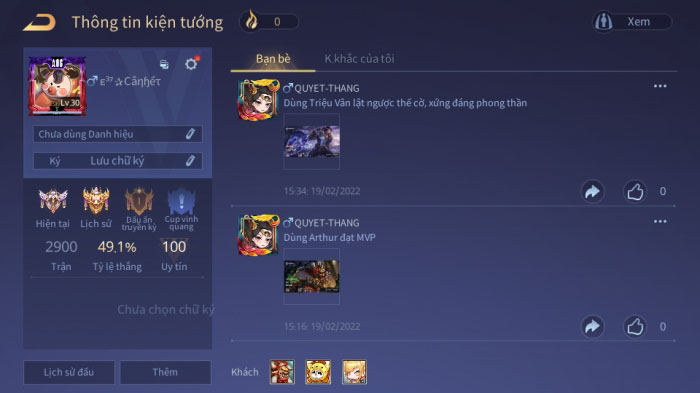 Thông tin kiện tướng
0
Xem
Bạn bè
K.khắc của tôi
AOG
Lv.30
Chưa dùng Danh hiệu
Ký
Lưu chữ ký
Hiện tại
Lịch sử
Dấu ấn truyền kỳ
Cup vinh quang
2900
49.1%
100
Trận
Tỷ lệ thắng
Uy tín
Chưa chọn chữ ký
Lịch sử đấu
Thêm
QUYET-THANG
Dùng Triệu Vân lật ngược thế cờ, xứng đáng phong thần
15:34: 19/02/2022
0
QUYET-THANG
Dùng Arthur đạt MVP
15:16: 19/02/2022
0
Khách